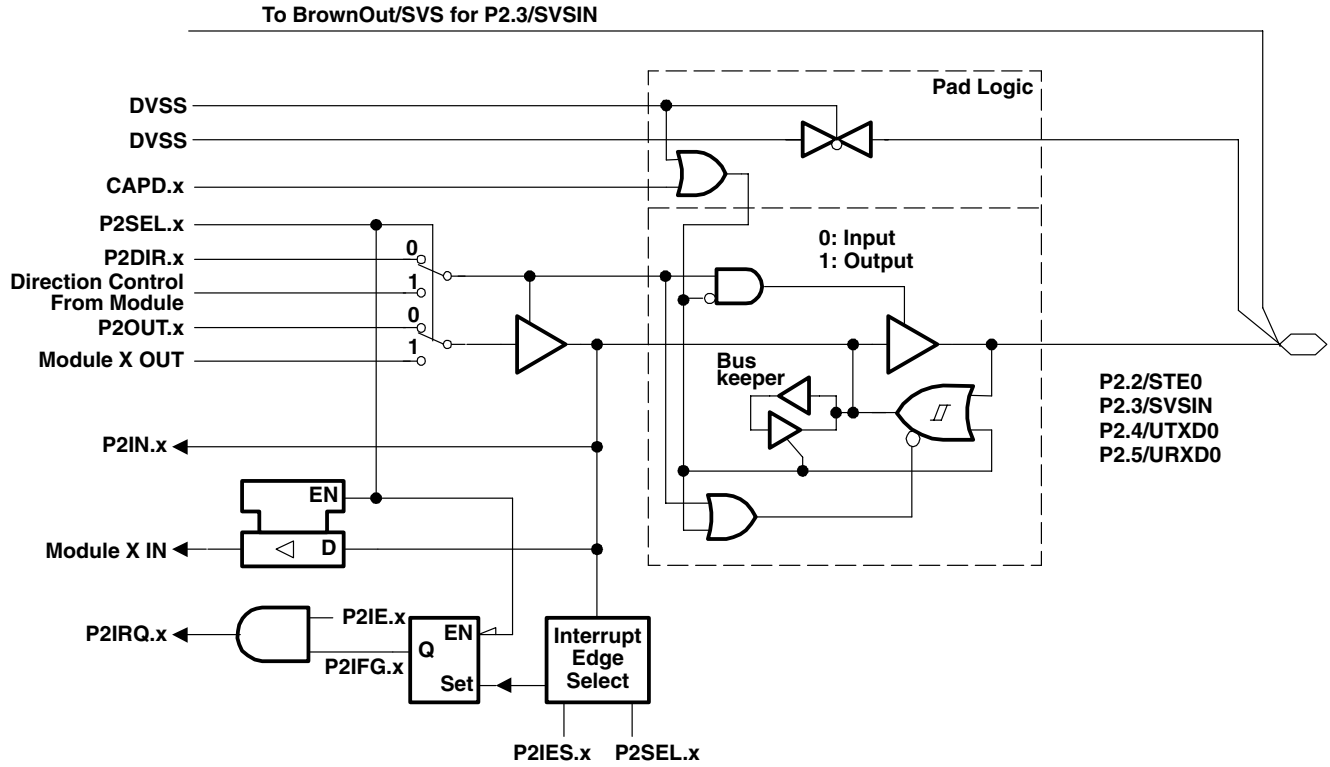 To BrownOut/SVS for P2.3/SVSIN
Pad Logic
DVSS
DVSS
CAPD.x
P2SEL.x
0: Input
1: Output
P2DIR.x
0
Direction Control
From Module
1
P2OUT.x
0
Module X OUT
1
Bus
keeper
P2.2/STE0
P2.3/SVSIN
P2.4/UTXD0
P2.5/URXD0
P2IN.x
EN
Module X IN
D
P2IRQ.x
P2IE.x
P2IFG.x
EN
Q
Set
Interrupt
Edge
Select
P2IES.x
P2SEL.x